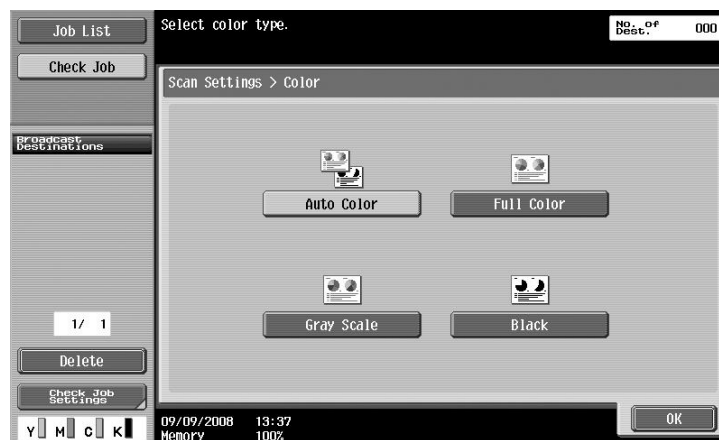 Job List
Check Job
Broadcast
Destinations
1/ 1
Delete
Check Job
Settings
Y M C K
Select color type.
No. of
Dest. 000
Scan Settings > Color
Auto Color
Full Color
Gray Scale
Black
09/09/2008 13:37
Memory 100%
OK